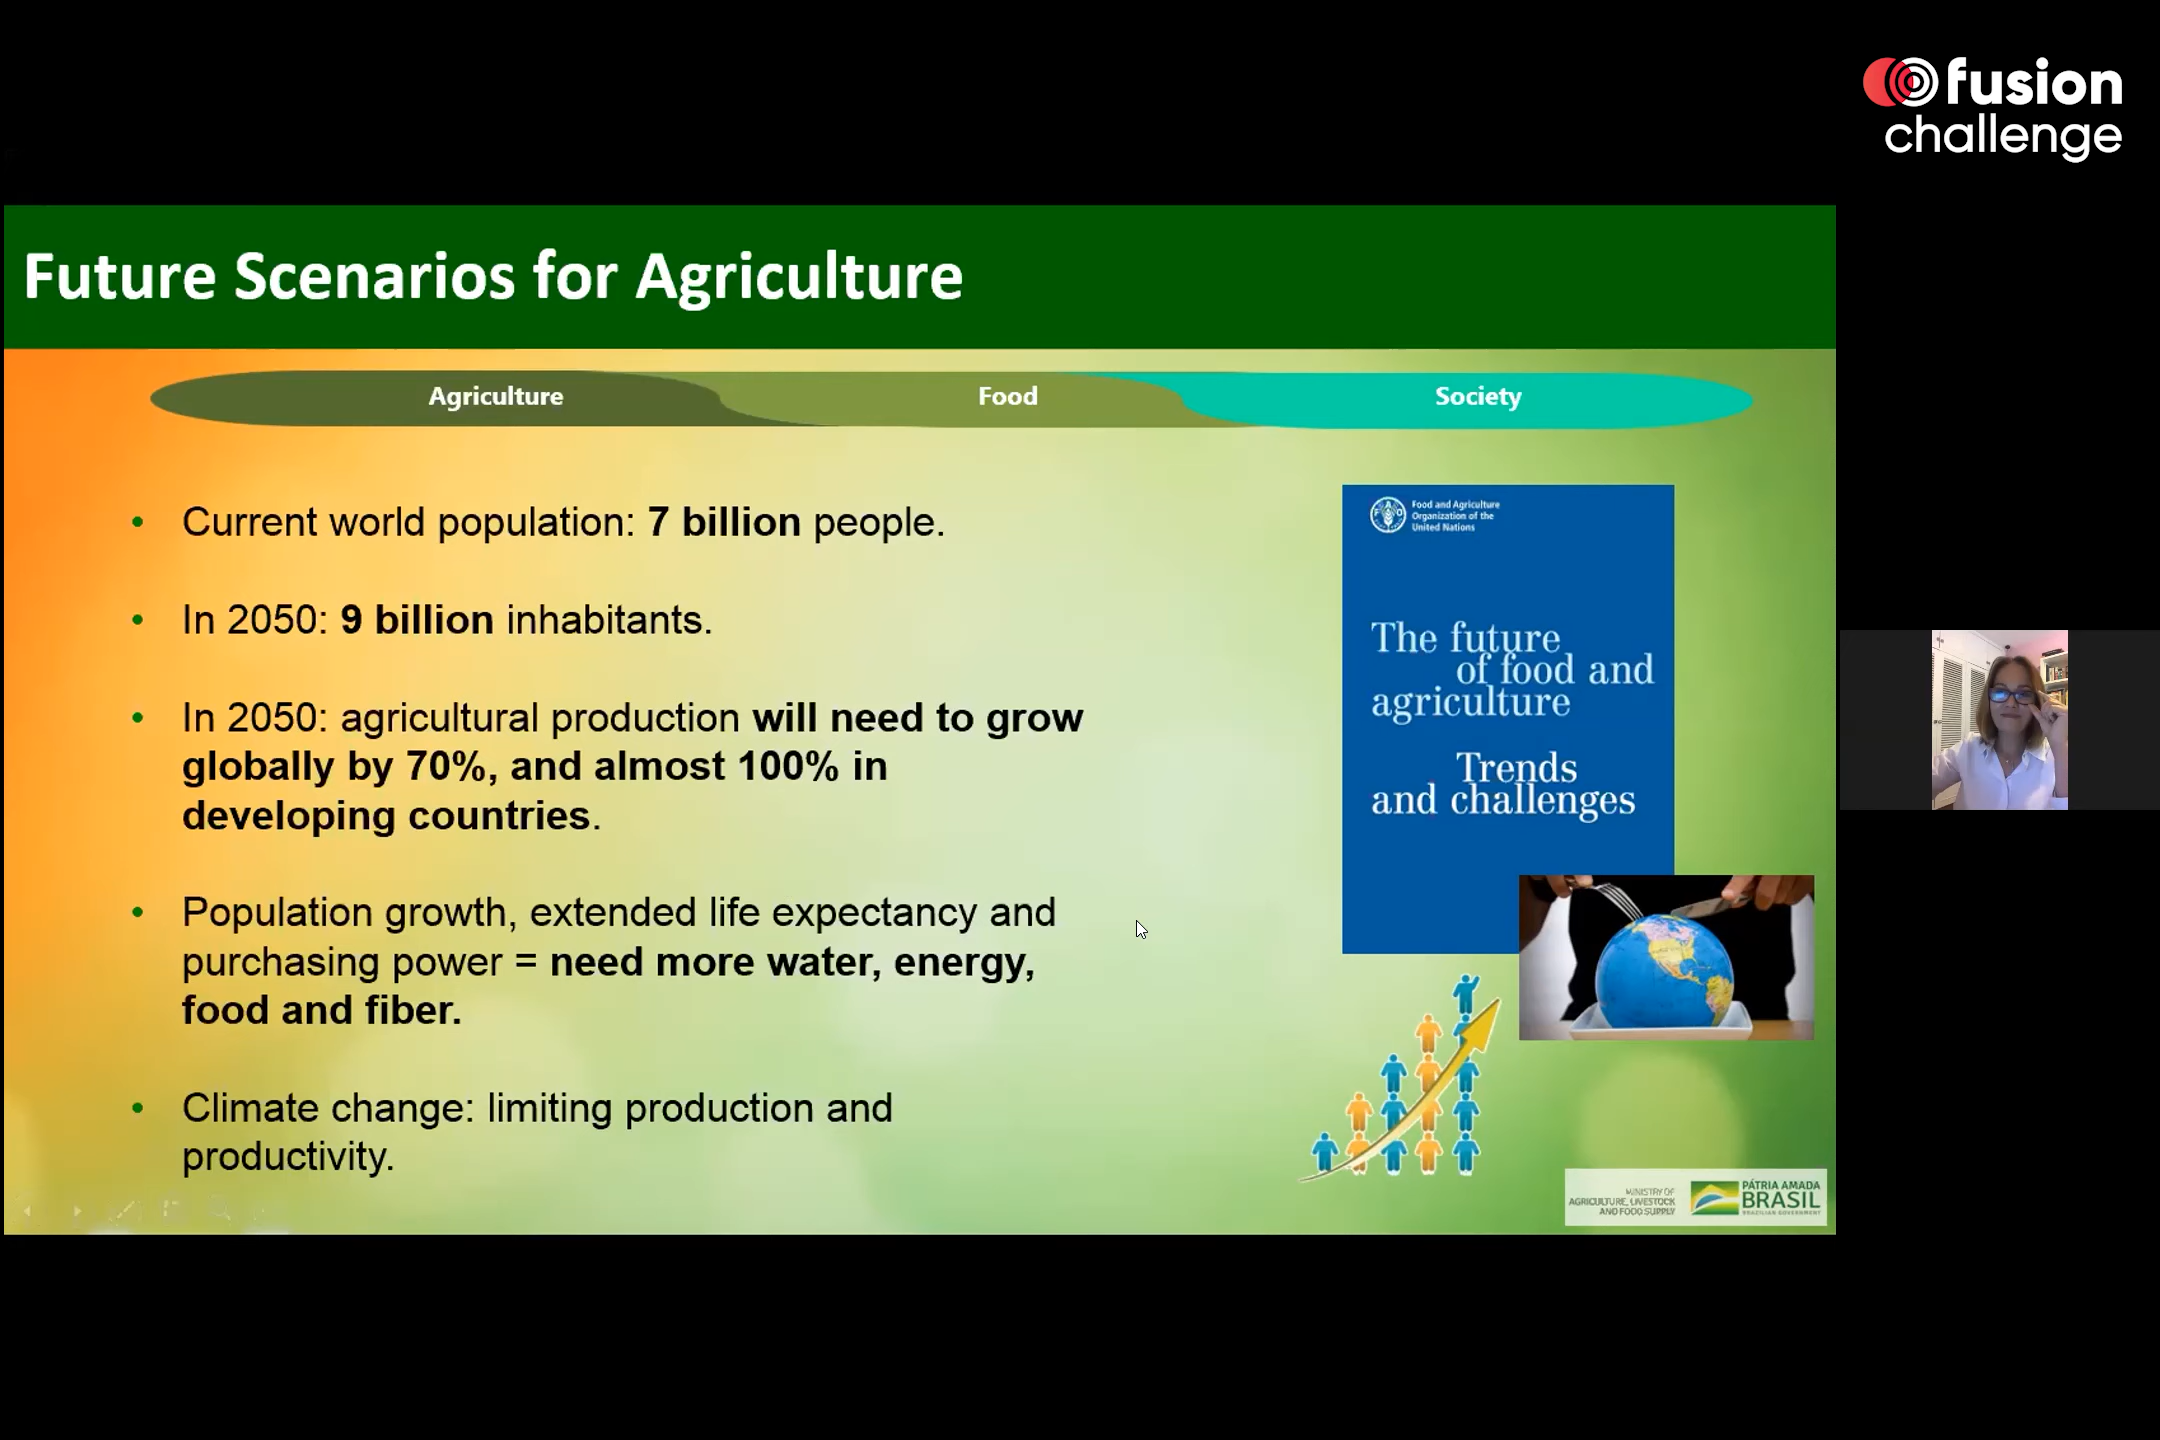 fusion
challenge
Future Scenarios for Agriculture
Agriculture
Food
Society
• Current world population: 7 billion people.
• In 2050: 9 billion inhabitants.
• In 2050: agricultural production will need to grow
globally by 70%, and almost 100% in
developing countries.
• Population growth, extended life expectancy and
purchasing power = need more water, energy,
food and fiber.
• Climate change: limiting production and
productivity.
Food and Agriculture
Organization of the
United Nations
The future
of food and
agriculture
Trends
and challenges
MINISTRY OF
AGRICULTURE, LIVESTOCK
AND FOOD SUPPLY
PÁTRIA AMADA
BRASIL
BRAZILIAN GOVERNMENT